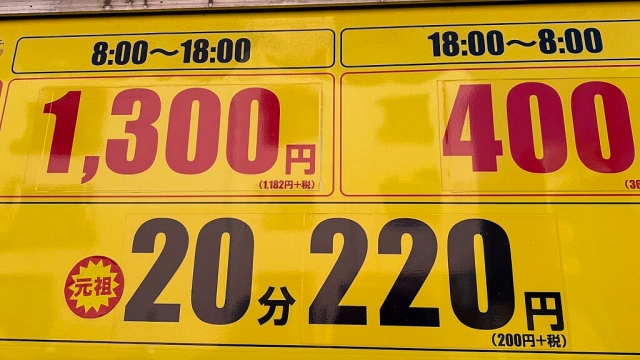 8:00～18:00
18:00～8:00
1,300円
(1,182円+税)
400
(36
元祖
20分 220円
(200円+税)